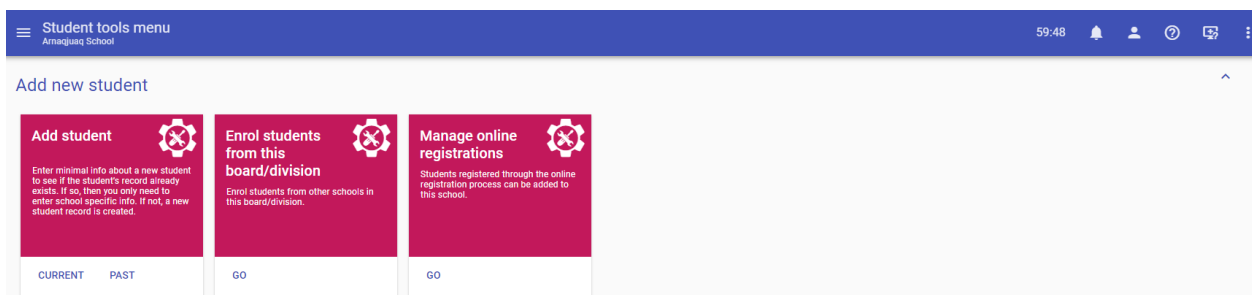 Student tools menu
Arnaqjuaq School
59:48
Add new student
Add student
Enter minimal info about a new student
to see if the student's record already
exists. If so, then you only need to
enter school specific info. If not, a new
student record is created.
CURRENT PAST
Enrol students
from this
board/division
Enrol students from other schools in
this board/division.
GO
Manage online
registrations
Students registered through the online
registration process can be added to
this school.
GO